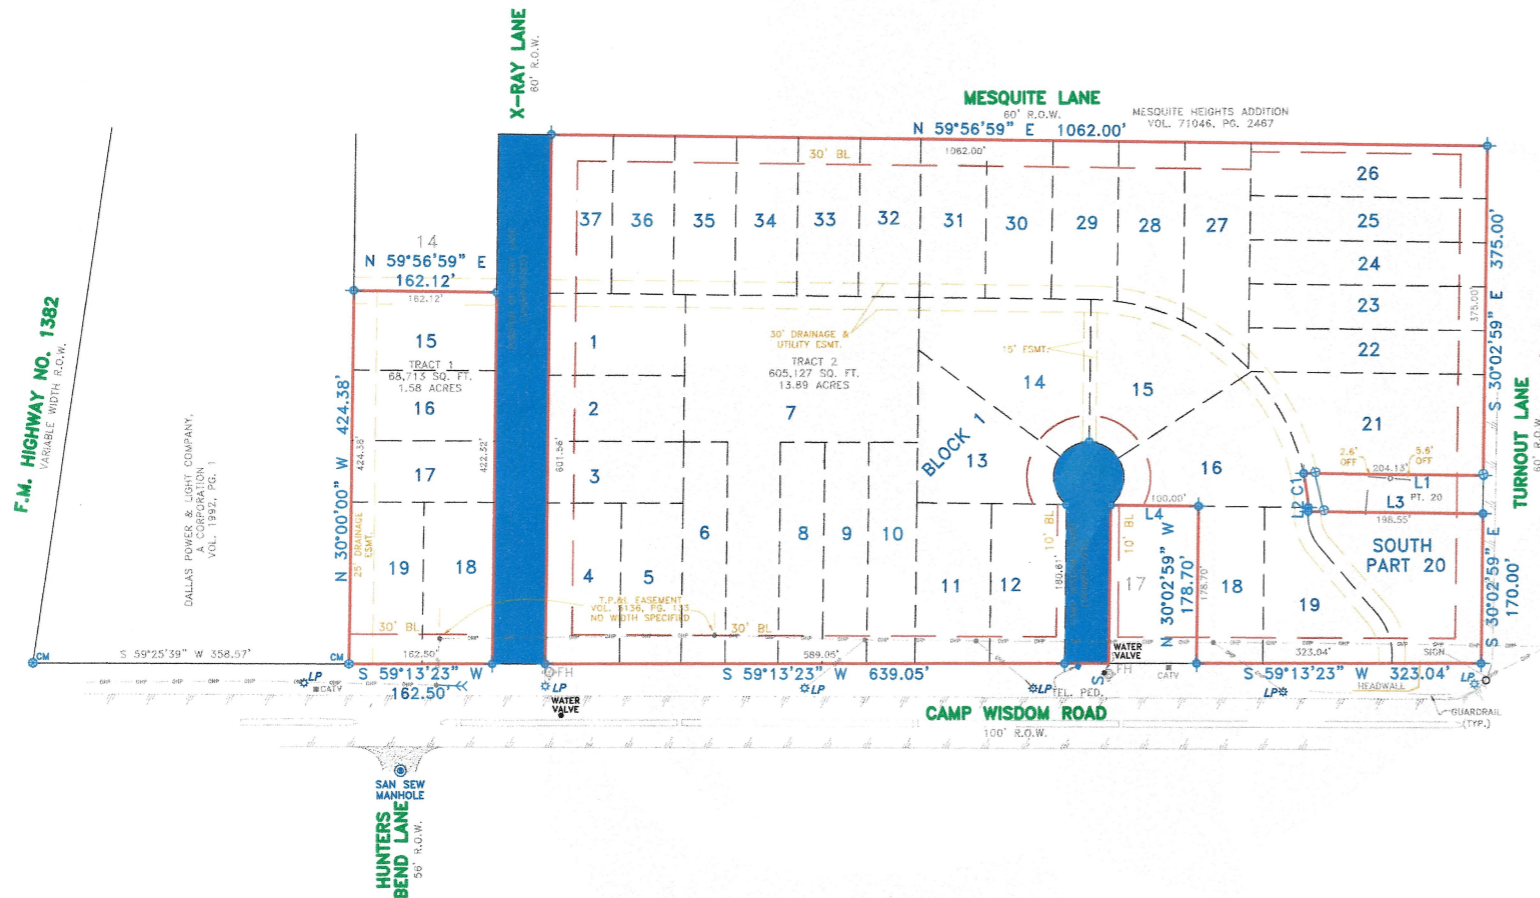 X-RAY LANE
60' R.O.W.
MESQUITE LANE
60' R.O.W.
N 59°56'59" E 1062.00'
1062.00'
MESQUITE HEIGHTS ADDITION
VOL. 71046, PG. 2467
30' BL
37
36
35
34
33
32
31
30
29
28
27
26
25
24
23
22
21
14
N 59°56'59" E
162.12'
162.12'
15
TRACT 1
68,713 SQ. FT.
1.58 ACRES
16
17
19
18
N 30°00'00" W 424.38'
424.38'
422.32'
601.56'
25' DRAINAGE
ESMT.
30' BL
F.M. HIGHWAY NO. 1382
VARIABLE WIDTH R.O.W.
DALLAS POWER & LIGHT COMPANY,
A CORPORATION
VOL. 1992, PG. 1
1
2
3
4
5
6
7
8
9
10
11
12
13
14
15
16
17
18
19
30' DRAINAGE &
UTILITY ESMT.
TRACT 2
605,127 SQ. FT.
13.89 ACRES
15' ESMT.
BLOCK 1
10' BL
10' BL
180.61'
100.00'
L4
N 30°02'59" W
178.70'
178.70'
2.6'
OFF
5.6'
OFF
204.13'
L1
PT. 20
L3
198.55'
L2
C1
SOUTH
PART 20
S 30°02'59" E 375.00'
375.00'
S 30°02'59" E
170.00'
TURNOUT LANE
60' R.O.W.
T.P.&L EASEMENT
NO WIDTH SPECIFIED
30' BL
CM
S 59°25'39" W 358.57'
CM
162.50'
S 59°13'23" W
162.50'
LP
CATV
FH
LP
WATER
VALVE
589.05'
S 59°13'23" W 639.05'
LP
LP
TEL. PED.
WATER
VALVE
FH
CATV
323.04'
S 59°13'23" W 323.04'
SIGN
LP
LP
HEADWALL
GUARDRAIL
(TYP.)
CAMP WISDOM ROAD
100' R.O.W.
SAN SEW
MANHOLE
HUNTERS
BEND LANE
56' R.O.W.